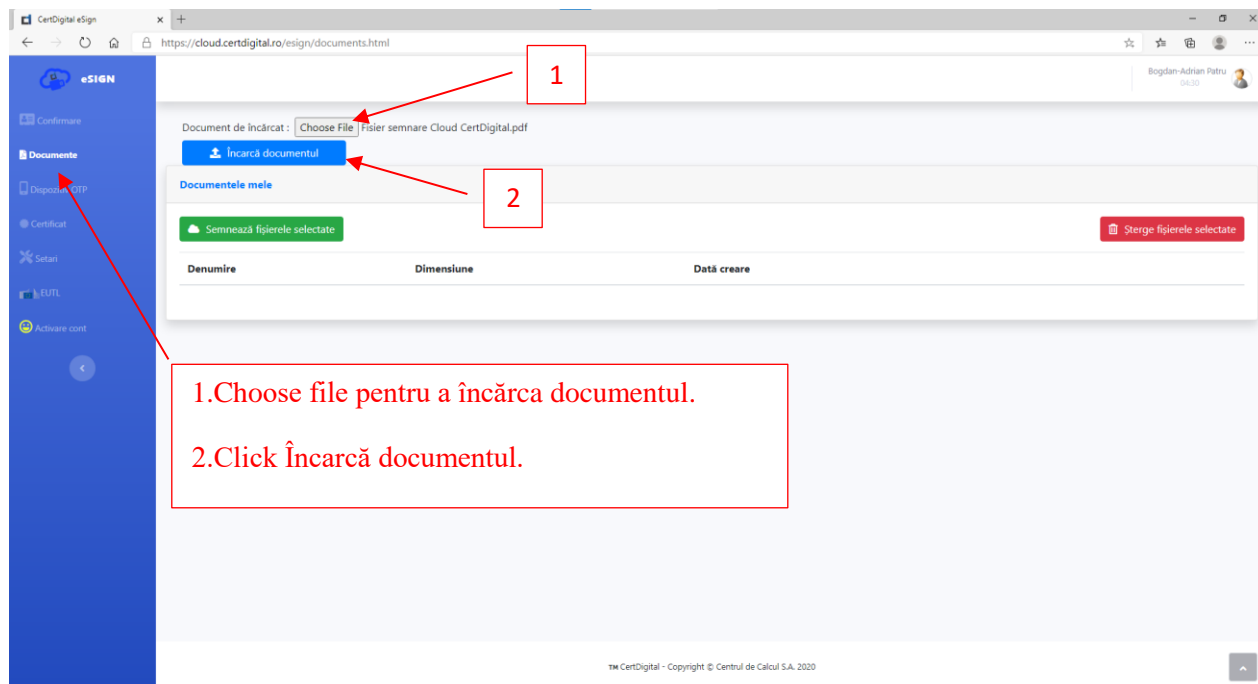 CertDigital eSign
https://cloud.certdigital.ro/esign/documents.html
eSIGN
Bogdan-Adrian Patru
04:30
1
Confirmare
Documente
Dispozitiv OTP
Certificat
Setari
EUTL
Activare cont
Document de încărcat : Choose File Fisier semnare Cloud CertDigital.pdf
Încarcă documentul
2
Documentele mele
Semnează fișierele selectate
Șterge fișierele selectate
Denumire Dimensiune Dată creare
1.Choose file pentru a încărca documentul.
2.Click Încarcă documentul.
TM CertDigital - Copyright © Centrul de Calcul S.A. 2020